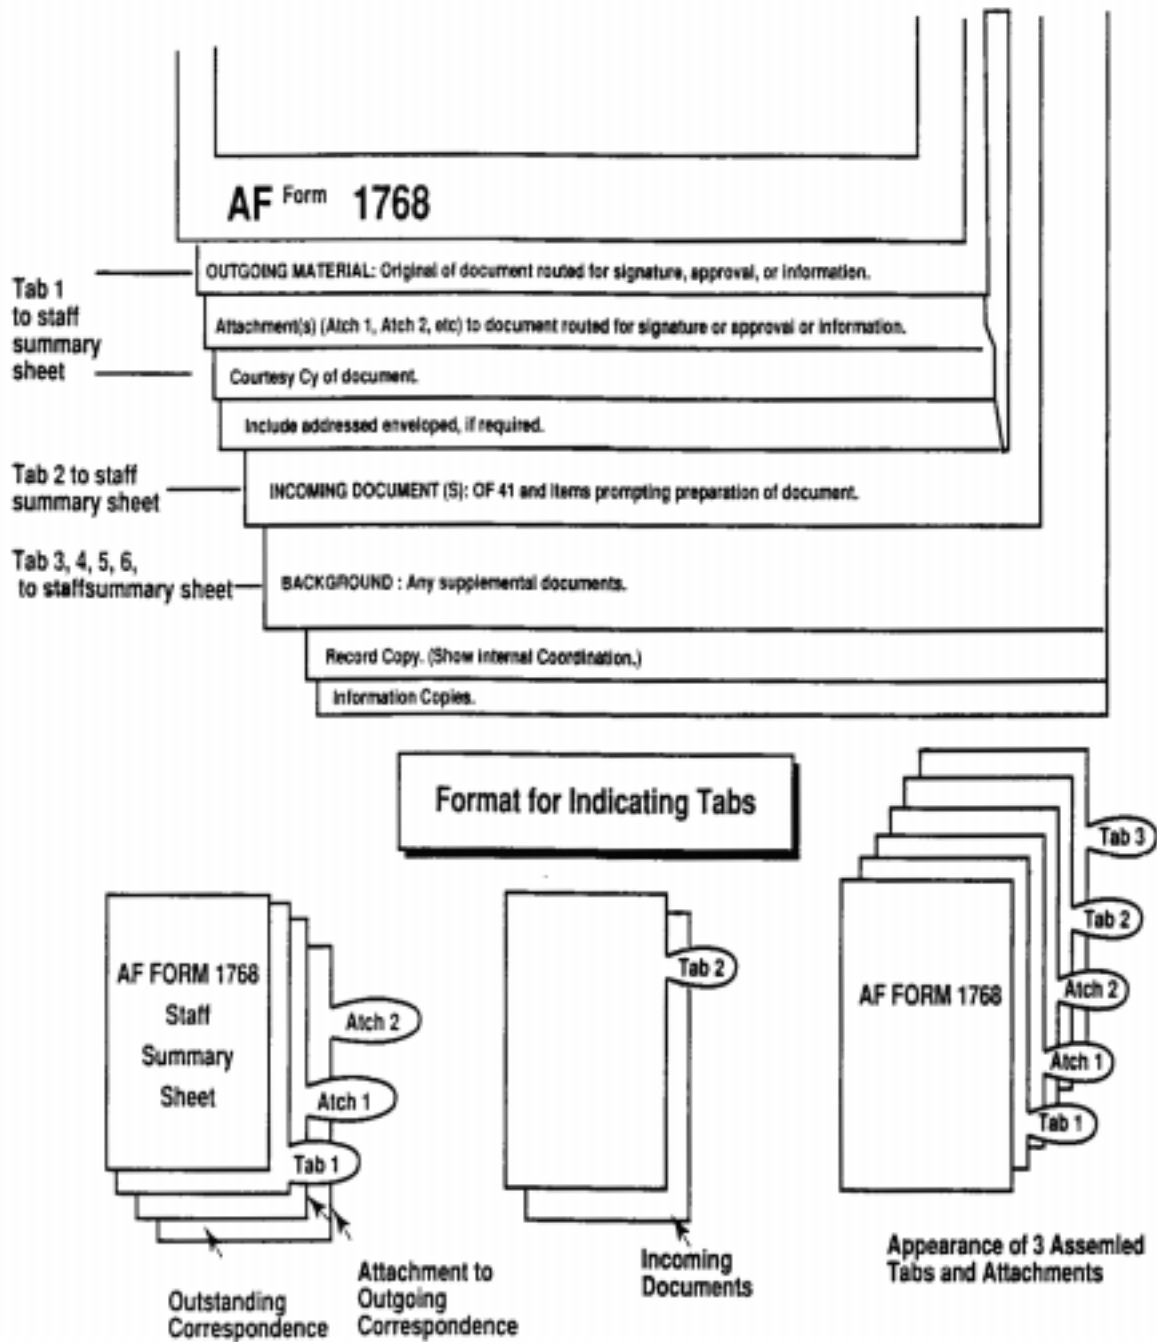 AF Form 1768
OUTGOING MATERIAL: Original of document routed for signature, approval, or information.
Tab 1
to staff
summary
sheet
Attachment(s) (Atch 1, Atch 2, etc) to document routed for signature or approval or information.
Courtesy Cy of document.
Include addressed enveloped, if required.
Tab 2 to staff
summary sheet
INCOMING DOCUMENT (S): OF 41 and items prompting preparation of document.
Tab 3, 4, 5, 6,
to staffsummary sheet
BACKGROUND : Any supplemental documents.
Record Copy. (Show Internal Coordination.)
Information Copies.
Format for Indicating Tabs
AF FORM 1768
Staff
Summary
Sheet
Atch 2
Atch 1
Tab 1
Outstanding
Correspondence
Attachment to
Outgoing
Correspondence
Tab 2
Incoming
Documents
Tab 3
Tab 2
Atch 2
Atch 1
Tab 1
AF FORM 1768
Appearance of 3 Assemled
Tabs and Attachments